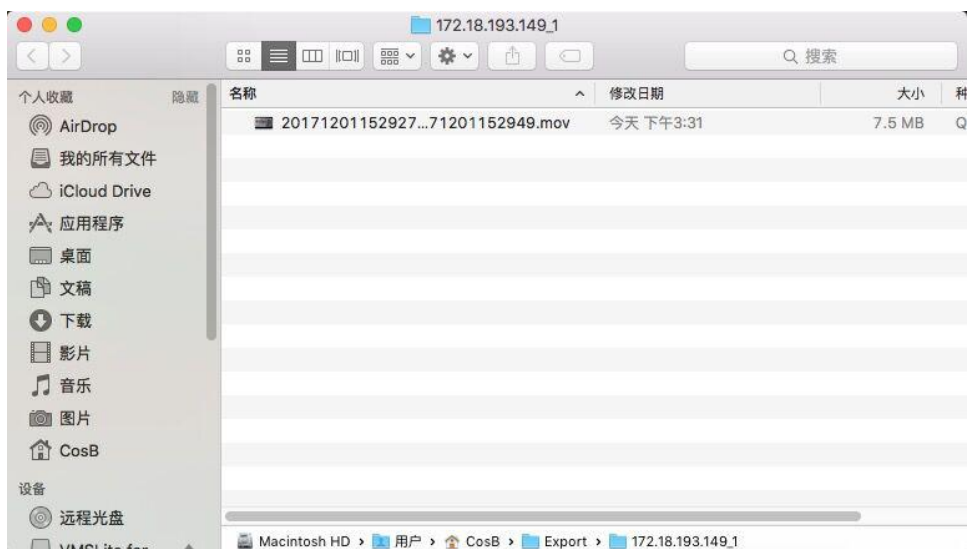 172.18.193.149_1
搜索
个人收藏 隐藏
AirDrop
我的所有文件
iCloud Drive
应用程序
桌面
文稿
下载
影片
音乐
图片
CosB
设备
远程光盘
名称 修改日期 大小 种
20171201152927...71201152949.mov 今天 下午3:31 7.5 MB Q
Macintosh HD › 用户 › CosB › Export › 172.18.193.149_1